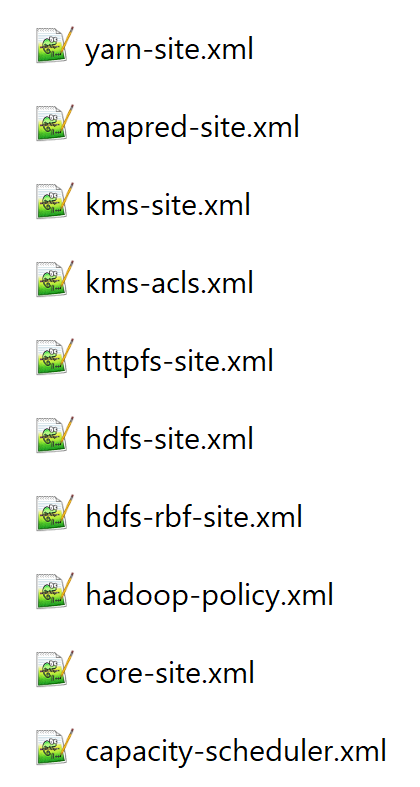 yarn-site.xml
mapred-site.xml
kms-site.xml
kms-acls.xml
httpfs-site.xml
hdfs-site.xml
hdfs-rbf-site.xml
hadoop-policy.xml
core-site.xml
capacity-scheduler.xml